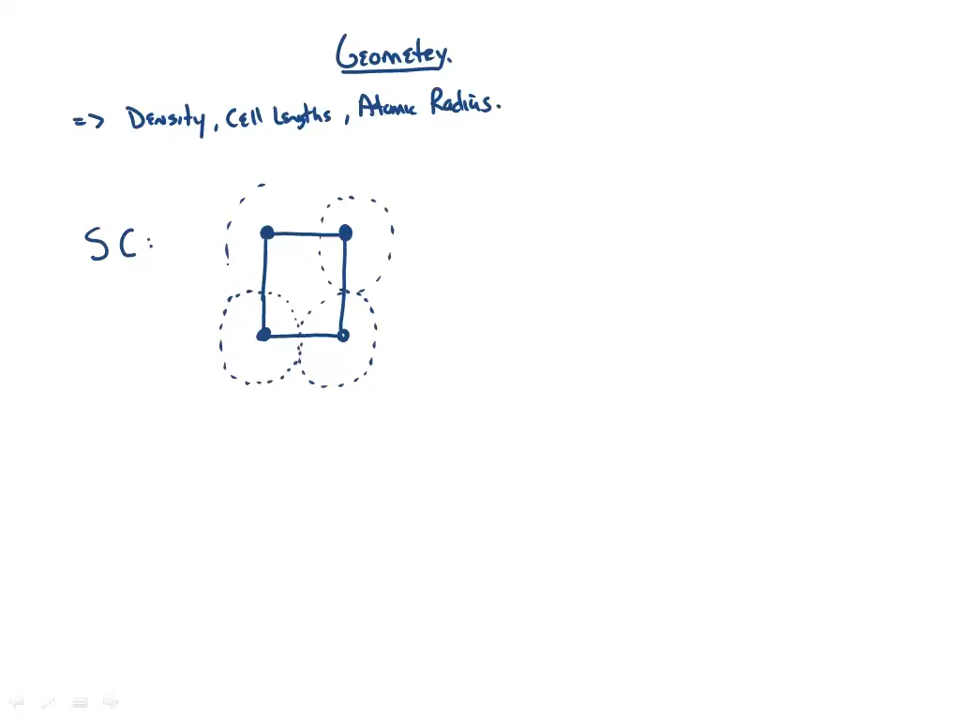 Geometry.
=> Density, Cell Lengths, Atomic Radius.
SC: